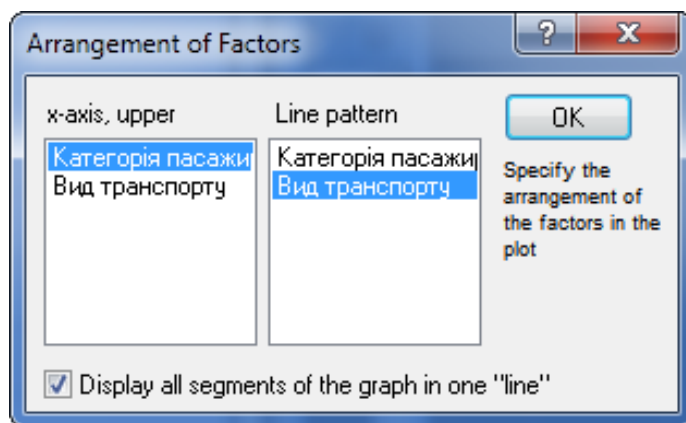 Arrangement of Factors
?
x-axis, upper
Line pattern
OK
Категорія пасажи
Вид транспорту
Категорія пасажи
Вид транспорту
Specify the
arrangement of
the factors in the
plot
Display all segments of the graph in one "line"